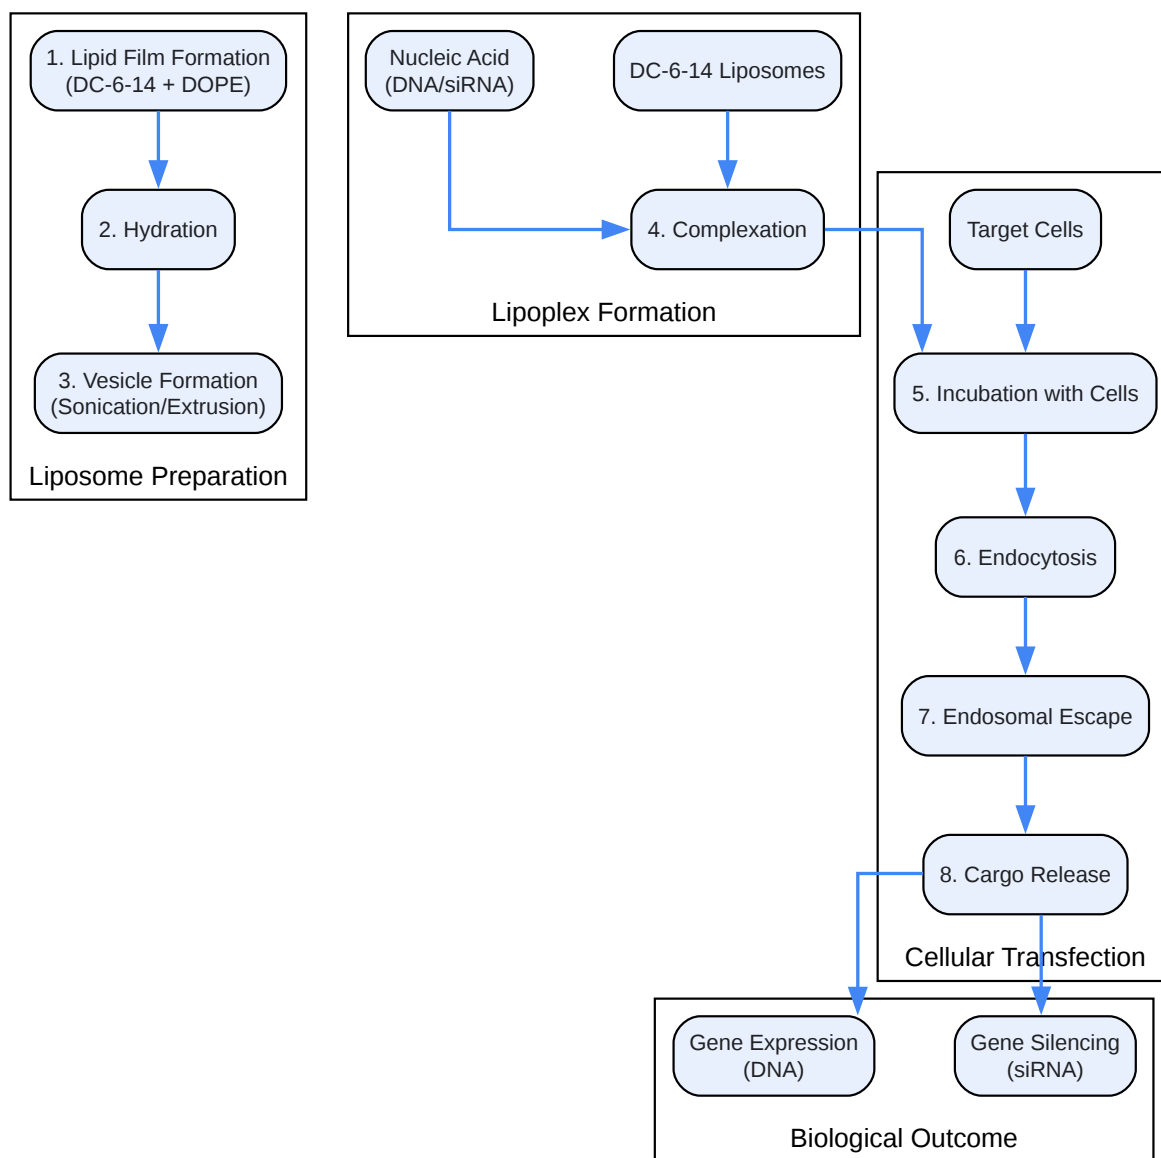 1. Lipid Film Formation
(DC-6-14 + DOPE)
2. Hydration
3. Vesicle Formation
(Sonication/Extrusion)
Liposome Preparation
Nucleic Acid
(DNA/siRNA)
DC-6-14 Liposomes
4. Complexation
Lipoplex Formation
Target Cells
5. Incubation with Cells
6. Endocytosis
7. Endosomal Escape
8. Cargo Release
Cellular Transfection
Gene Expression
(DNA)
Gene Silencing
(siRNA)
Biological Outcome